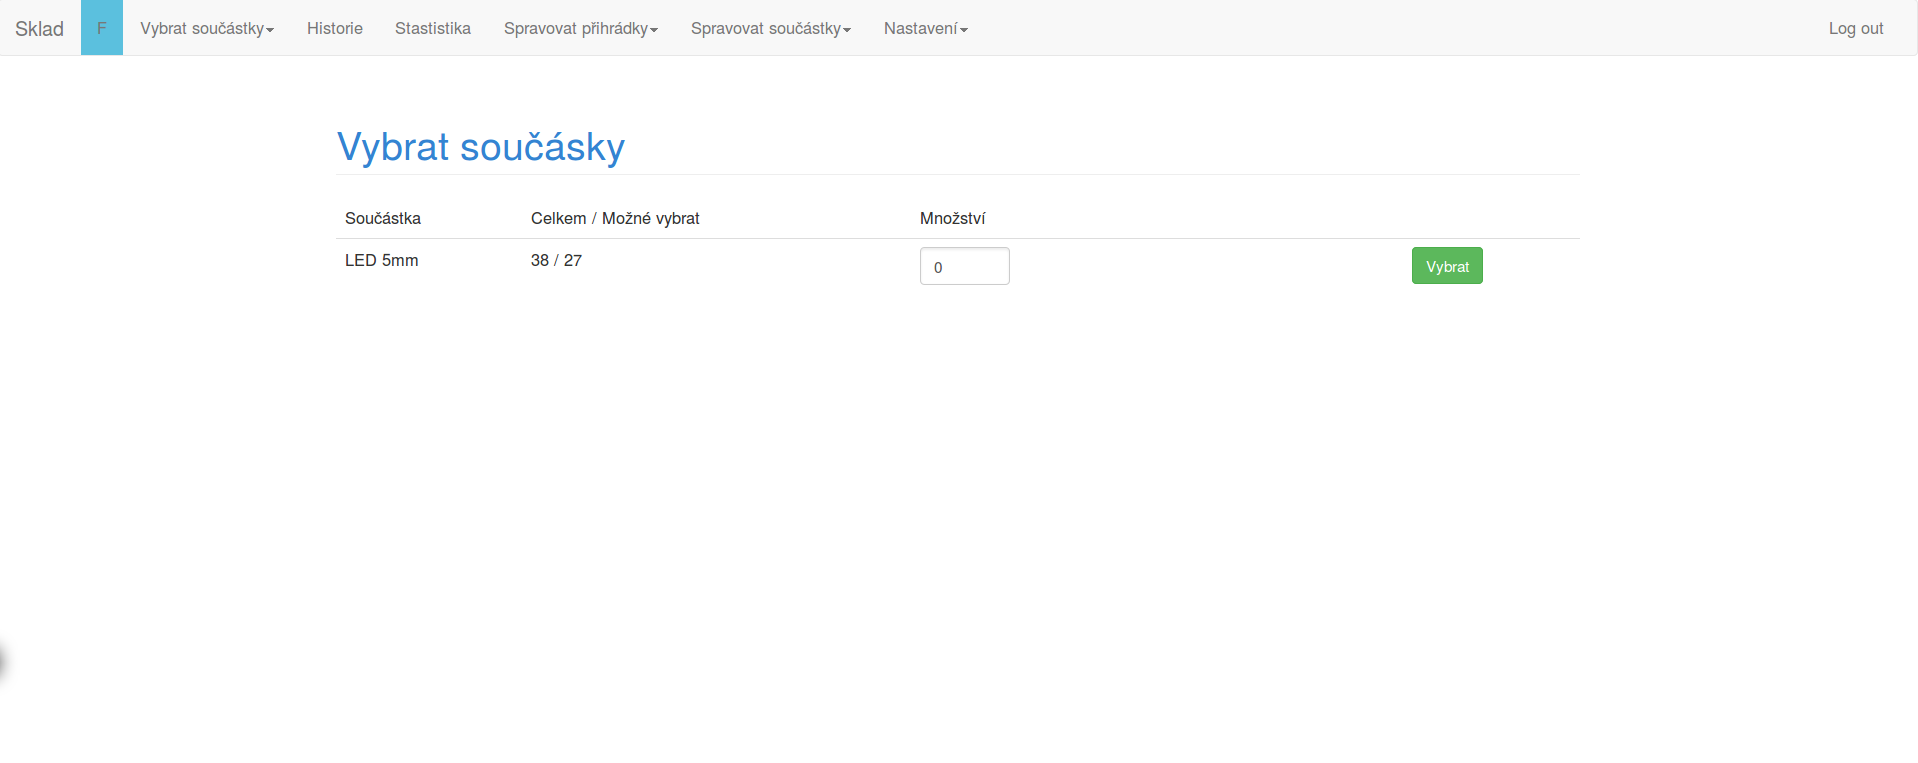 Sklad F Vybrat součástky Historie Stastistika Spravovat přihrádky Spravovat součástky Nastavení Log out
Vybrat součásky
Součástka Celkem / Možné vybrat Množství
LED 5mm 38 / 27 0 Vybrat